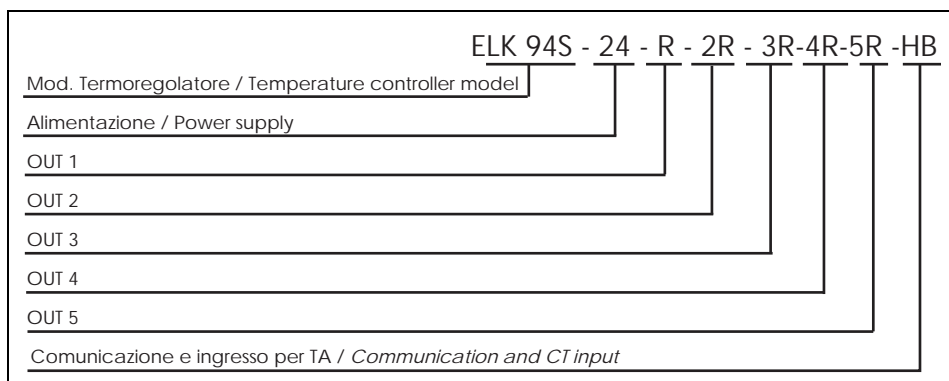 ELK 94S - 24 - R - 2R - 3R-4R-5R -HB
Mod. Termoregolatore / Temperature controller model
Alimentazione / Power supply
OUT 1
OUT 2
OUT 3
OUT 4
OUT 5
Comunicazione e ingresso per TA / Communication and CT input